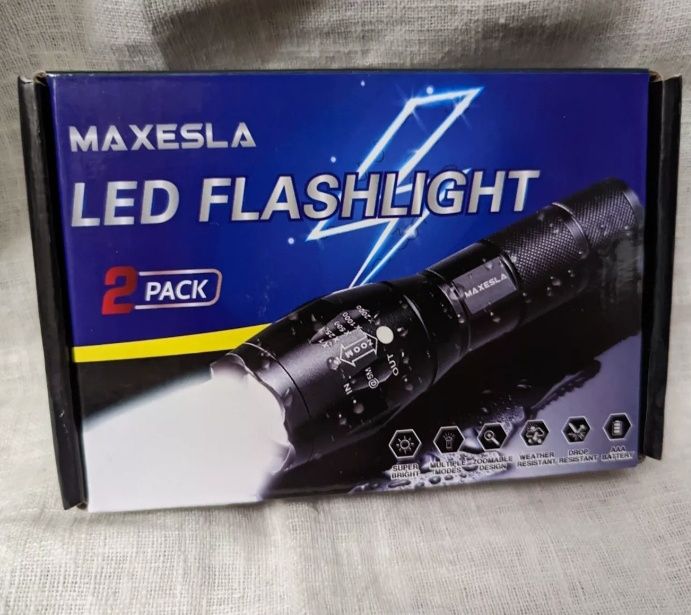 MAXESLA
LED FLASHLIGHT
2 PACK
MAXESLA
ZOOM
IN
OUT
SUPER
BRIGHT
MULTIPLE
MODES
ZOOMABLE
DESIGN
WEATHER
RESISTANT
DROP
RESISTANT
AAA
BATTERY